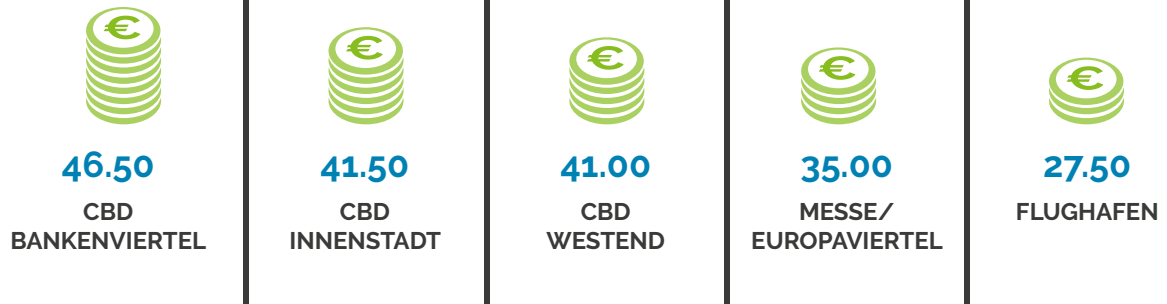 €
46.50
CBD
BANKENVIERTEL
€
41.50
CBD
INNENSTADT
€
41.00
CBD
WESTEND
€
35.00
MESSE/
EUROPAVIERTEL
€
27.50
FLUGHAFEN